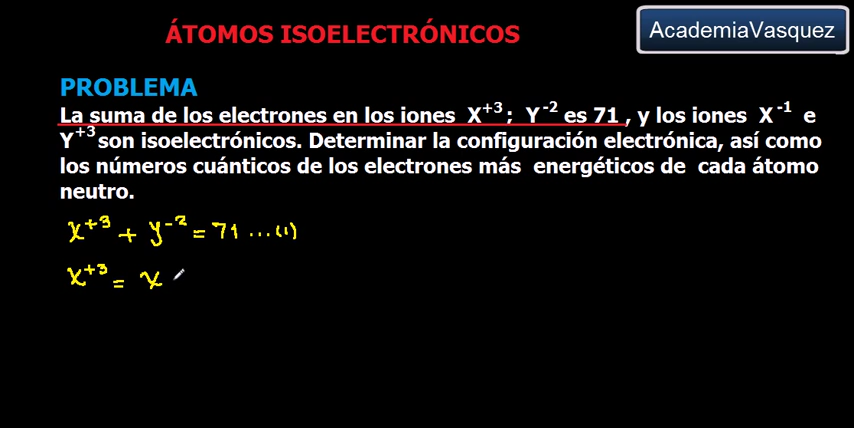 ÁTOMOS ISOELECTRÓNICOS
AcademiaVasquez
PROBLEMA
La suma de los electrones en los iones X⁺³ ; Y⁻² es 71 , y los iones X⁻¹ e
Y⁺³ son isoelectrónicos. Determinar la configuración electrónica, así como
los números cuánticos de los electrones más energéticos de cada átomo
neutro.
x⁺³ + y⁻² = 71 ...(1)
x⁺³ = x